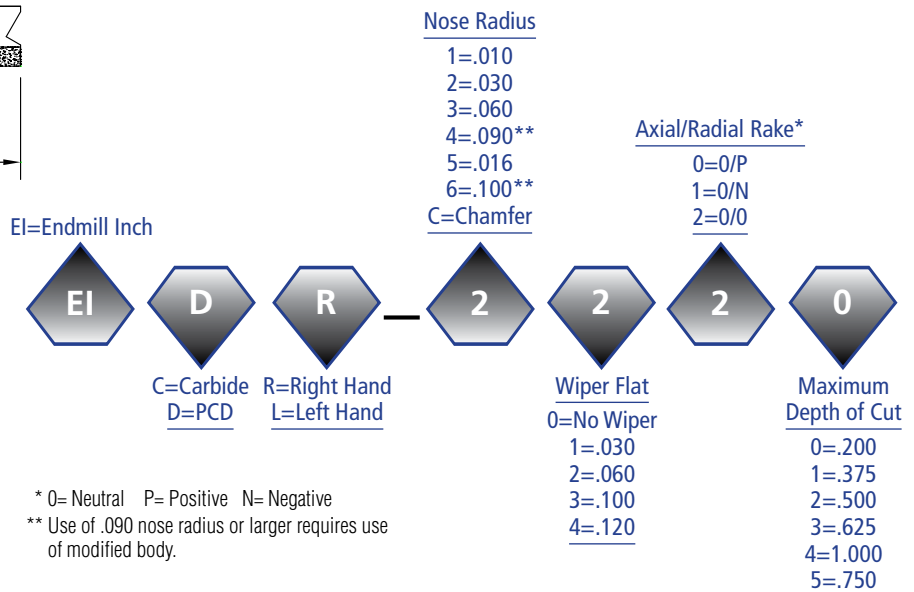 Nose Radius
1=.010
2=.030
3=.060
4=.090**
5=.016
6=.100**
C=Chamfer
Axial/Radial Rake*
0=0/P
1=0/N
2=0/0
EI=Endmill Inch
EI D R – 2 2 2 0
C=Carbide
D=PCD
R=Right Hand
L=Left Hand
Wiper Flat
0=No Wiper
1=.030
2=.060
3=.100
4=.120
Maximum
Depth of Cut
0=.200
1=.375
2=.500
3=.625
4=1.000
5=.750
* 0= Neutral P= Positive N= Negative
** Use of .090 nose radius or larger requires use
of modified body.